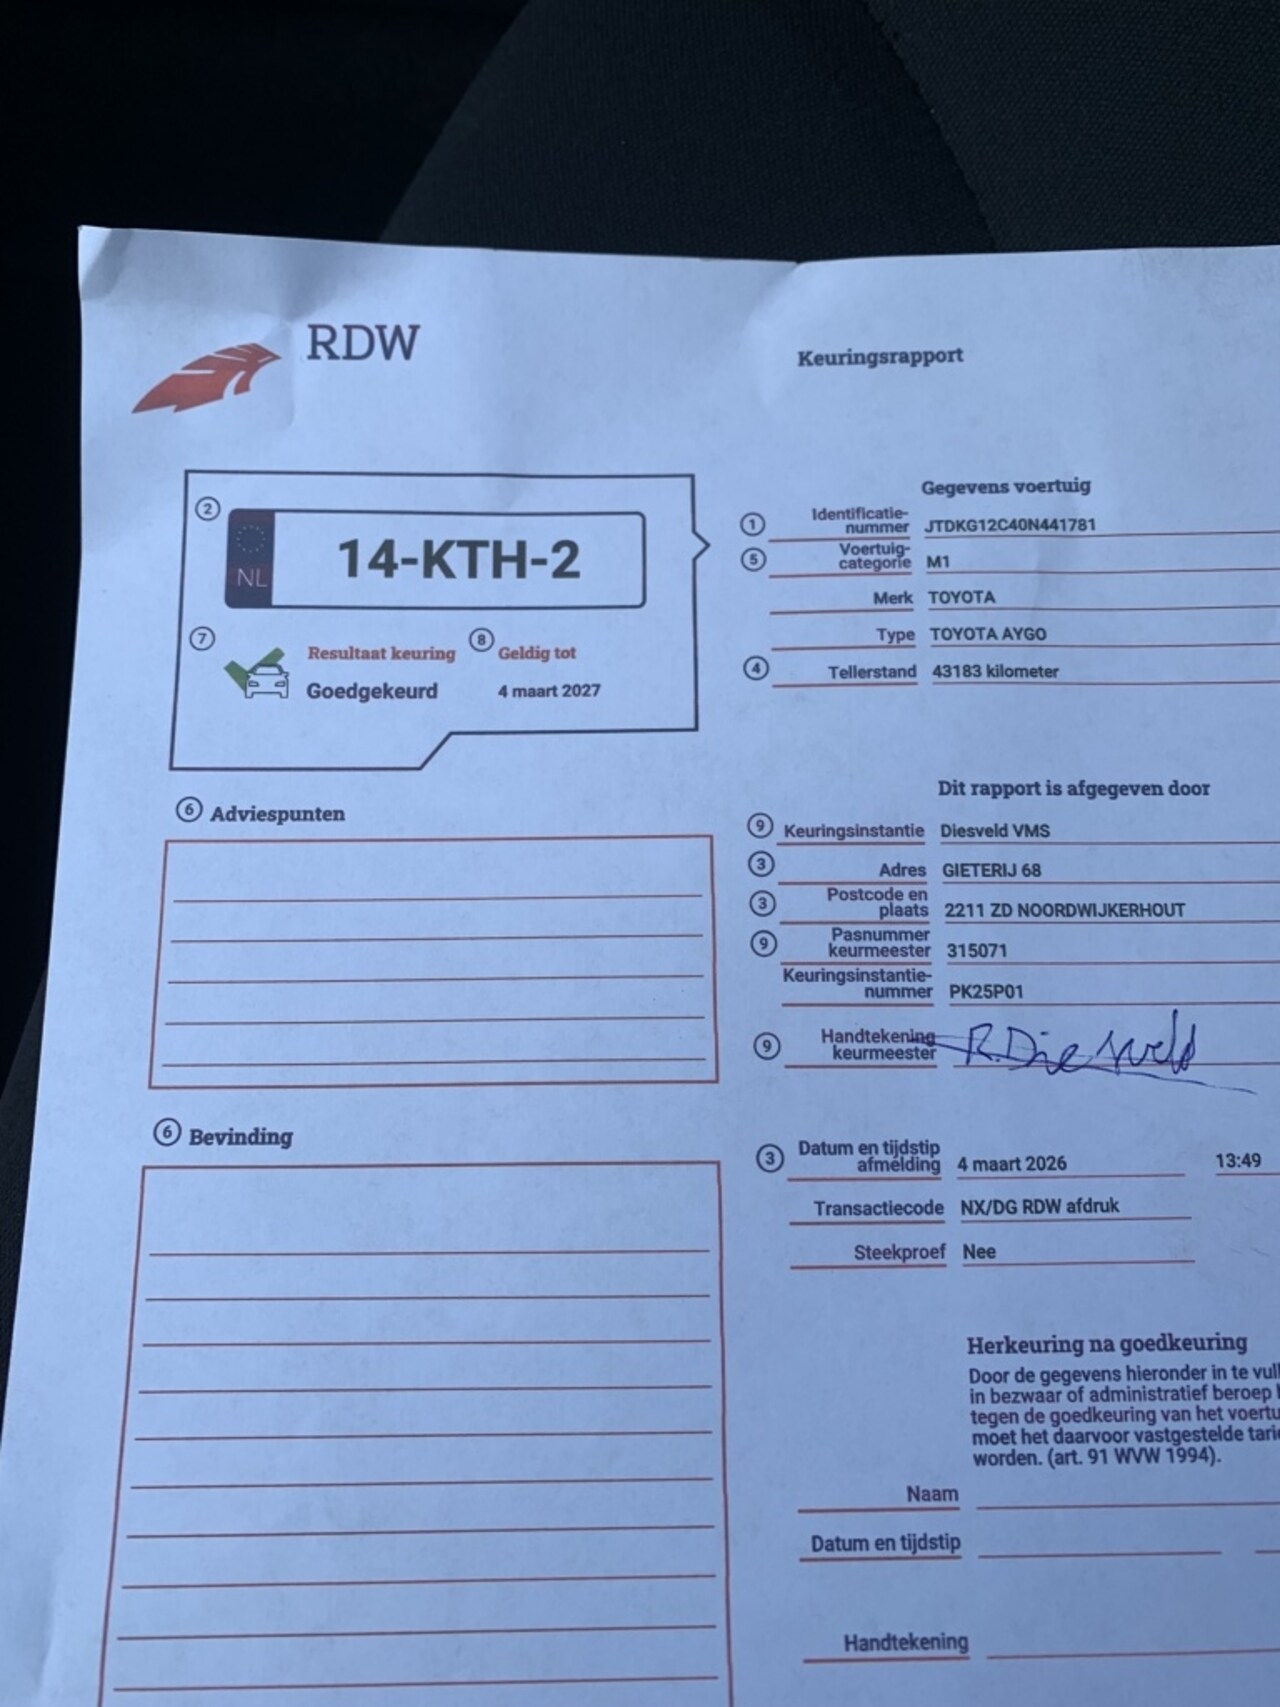 RDW
Keuringsrapport
2
NL
14-KTH-2
7
Resultaat keuring
Goedgekeurd
8
Geldig tot
4 maart 2027
Gegevens voertuig
1 Identificatie-
nummer JTDKG12C40N441781
5 Voertuig-
categorie M1
Merk TOYOTA
Type TOYOTA AYGO
4 Tellerstand 43183 kilometer
6 Adviespunten
Dit rapport is afgegeven door
9 Keuringsinstantie Diesveld VMS
3 Adres GIETERIJ 68
3 Postcode en
plaats 2211 ZD NOORDWIJKERHOUT
9 Pasnummer
keurmeester 315071
Keuringsinstantie-
nummer PK25P01
9 Handtekening
keurmeester R.Diesveld
6 Bevinding
3 Datum en tijdstip
afmelding 4 maart 2026 13:49
Transactiecode NX/DG RDW afdruk
Steekproef Nee
Herkeuring na goedkeuring
Door de gegevens hieronder in te vul
in bezwaar of administratief beroep
tegen de goedkeuring van het voertu
moet het daarvoor vastgestelde tari
worden. (art. 91 WVW 1994).
Naam
Datum en tijdstip
Handtekening